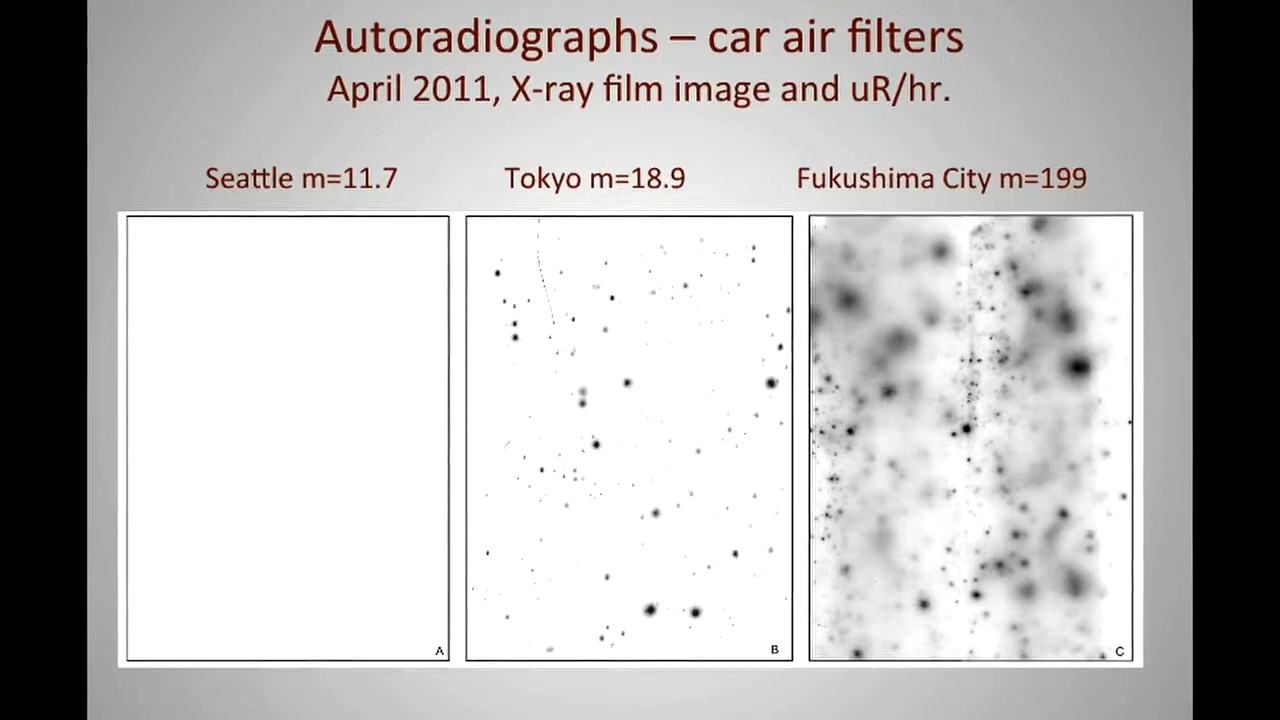 Autoradiographs – car air filters
April 2011, X-ray film image and uR/hr.
Seattle m=11.7
Tokyo m=18.9
Fukushima City m=199
A
B
C